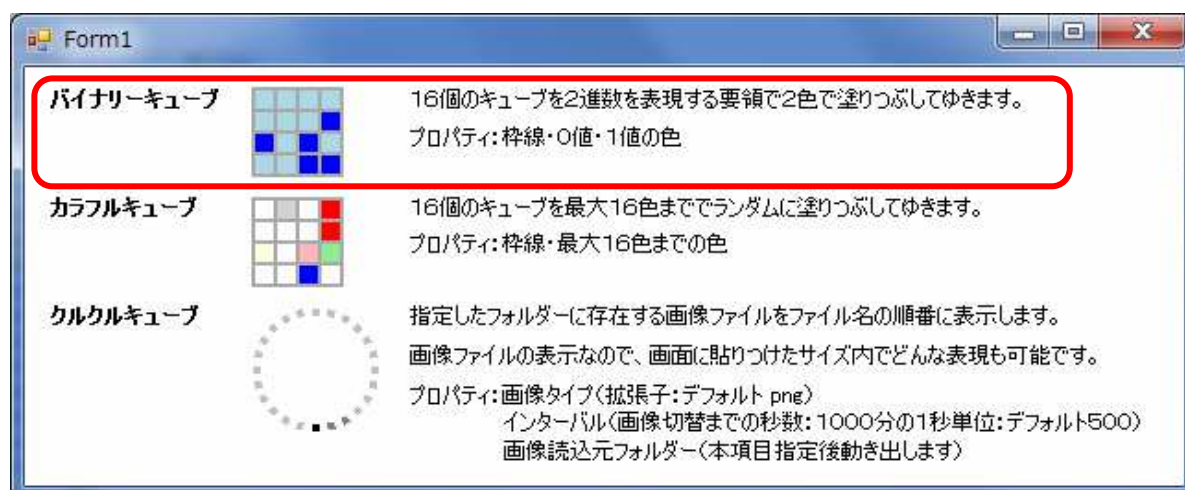 Form1
バイナリーキューブ
16個のキューブを2進数を表現する要領で2色で塗りつぶしてゆきます。
プロパティ：枠線・0値・1値の色
カラフルキューブ
16個のキューブを最大16色まででランダムに塗りつぶしてゆきます。
プロパティ：枠線・最大16色までの色
クルクルキューブ
指定したフォルダーに存在する画像ファイルをファイル名の順番に表示します。
画像ファイルの表示なので、画面に貼りつけたサイズ内でどんな表現も可能です。
プロパティ：画像タイプ（拡張子：デフォルト png）
インターバル（画像切替までの秒数：1000分の1秒単位：デフォルト500）
画像読込元フォルダー（本項目指定後動き出します）